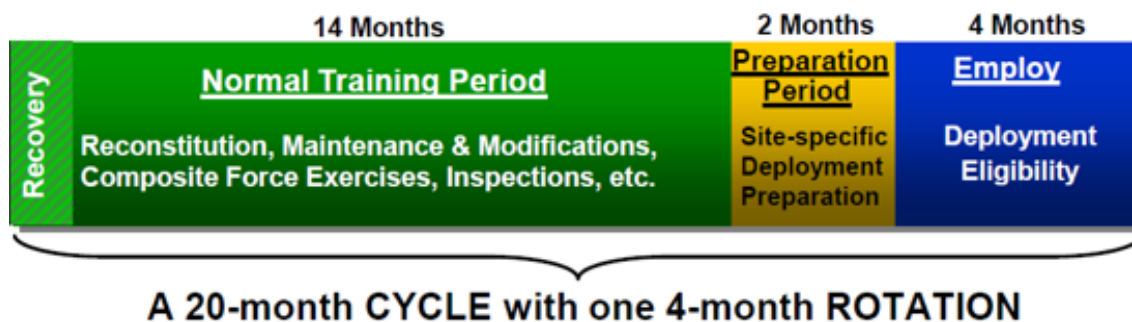 14 Months
2 Months
4 Months
Recovery
Normal Training Period
Reconstitution, Maintenance & Modifications,
Composite Force Exercises, Inspections, etc.
Preparation
Period
Site-specific
Deployment
Preparation
Employ
Deployment
Eligibility
A 20-month CYCLE with one 4-month ROTATION